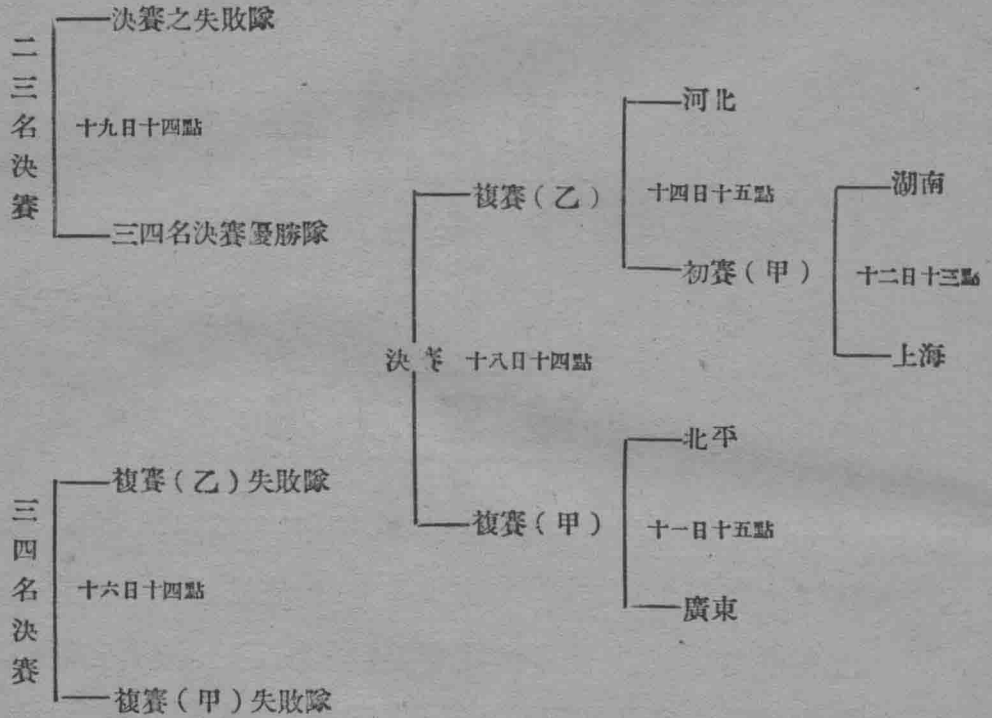 二三名決賽
決賽之失敗隊
十九日十四點
三四名決賽優勝隊
三四名決賽
複賽(乙)失敗隊
十六日十四點
複賽(甲)失敗隊
決賽 十八日十四點
複賽(乙)
複賽(甲)
河北
十四日十五點
初賽(甲)
北平
十一日十五點
廣東
湖南
十二日十三點
上海